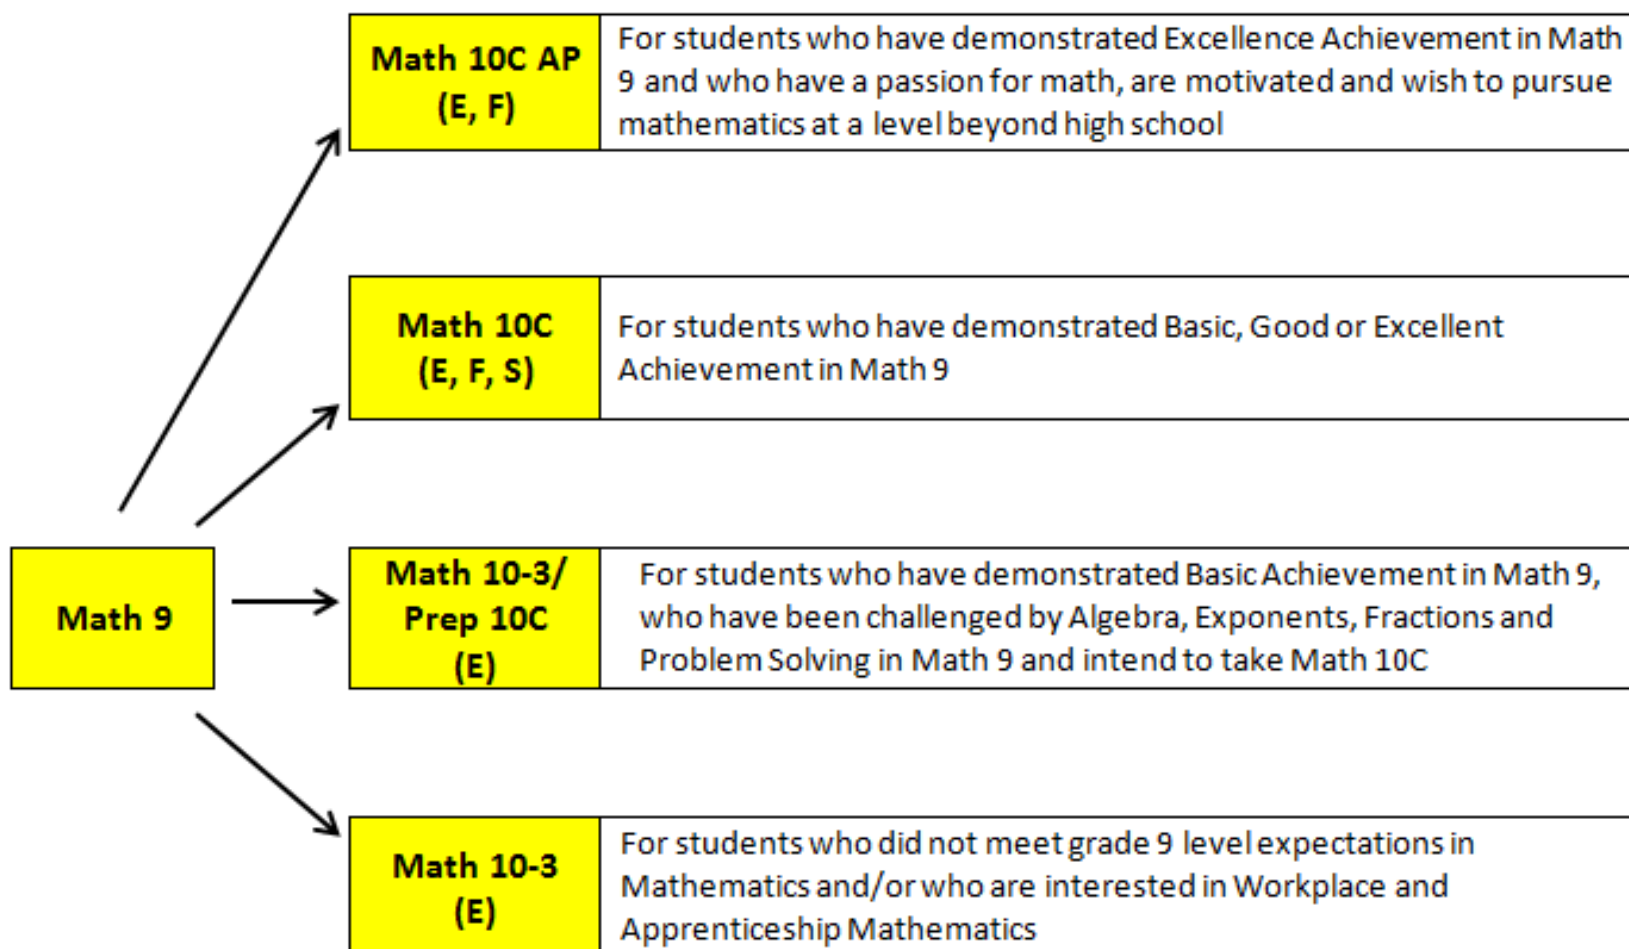 Math 10C AP
(E, F)
For students who have demonstrated Excellence Achievement in Math
9 and who have a passion for math, are motivated and wish to pursue
mathematics at a level beyond high school
Math 10C
(E, F, S)
For students who have demonstrated Basic, Good or Excellent
Achievement in Math 9
Math 9
Math 10-3/
Prep 10C
(E)
For students who have demonstrated Basic Achievement in Math 9,
who have been challenged by Algebra, Exponents, Fractions and
Problem Solving in Math 9 and intend to take Math 10C
Math 10-3
(E)
For students who did not meet grade 9 level expectations in
Mathematics and/or who are interested in Workplace and
Apprenticeship Mathematics